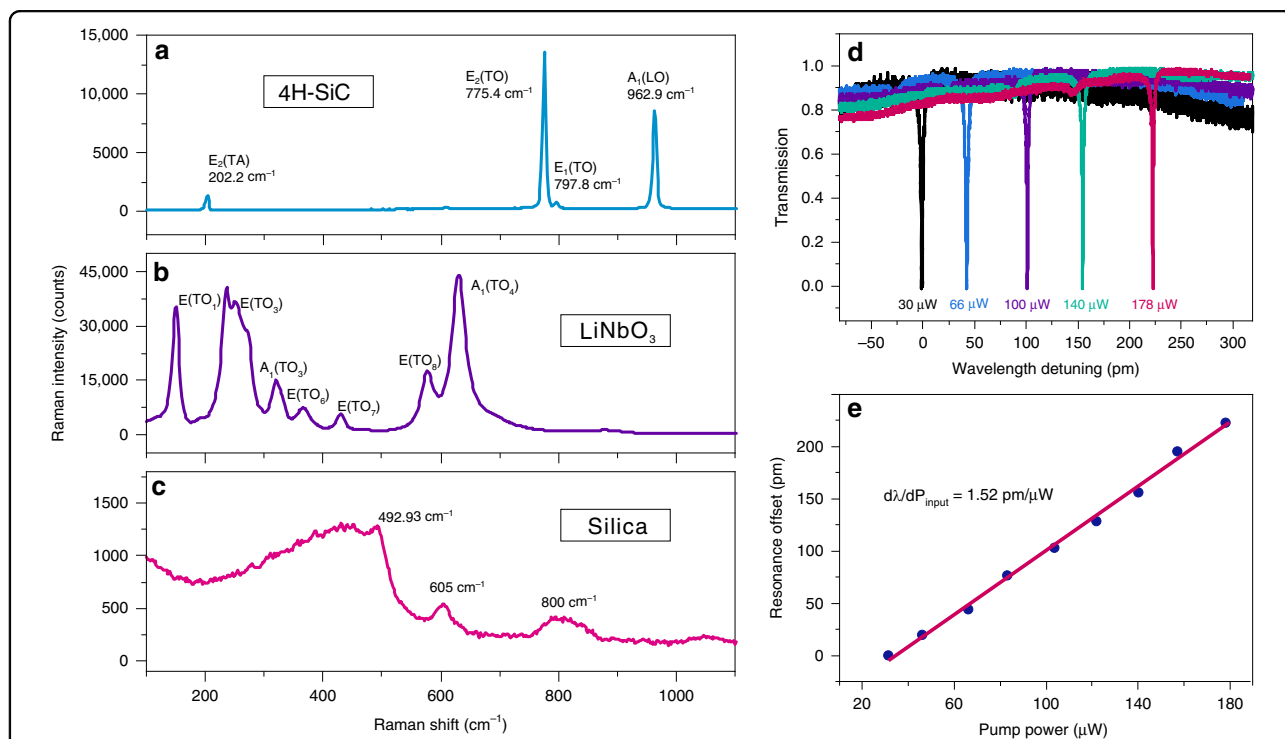 a
4H-SiC
E₂(TA)
202.2 cm⁻¹
E₂(TO)
775.4 cm⁻¹
E₁(TO)
797.8 cm⁻¹
A₁(LO)
962.9 cm⁻¹
15,000
10,000
5000
0
b
LiNbO₃
E(TO₁)
E(TO₃)
A₁(TO₃)
E(TO₆)
E(TO₇)
E(TO₈)
A₁(TO₄)
45,000
30,000
15,000
0
Raman intensity (counts)
c
Silica
492.93 cm⁻¹
605 cm⁻¹
800 cm⁻¹
1500
1000
500
0
200 400 600 800 1000
Raman shift (cm⁻¹)
d
1.0
0.8
0.6
0.4
0.2
0.0
Transmission
30 μW 66 μW 100 μW 140 μW 178 μW
−50 0 50 100 150 200 250 300
Wavelength detuning (pm)
e
dλ/dP_input = 1.52 pm/μW
200
150
100
50
0
Resonance offset (pm)
20 60 100 140 180
Pump power (μW)